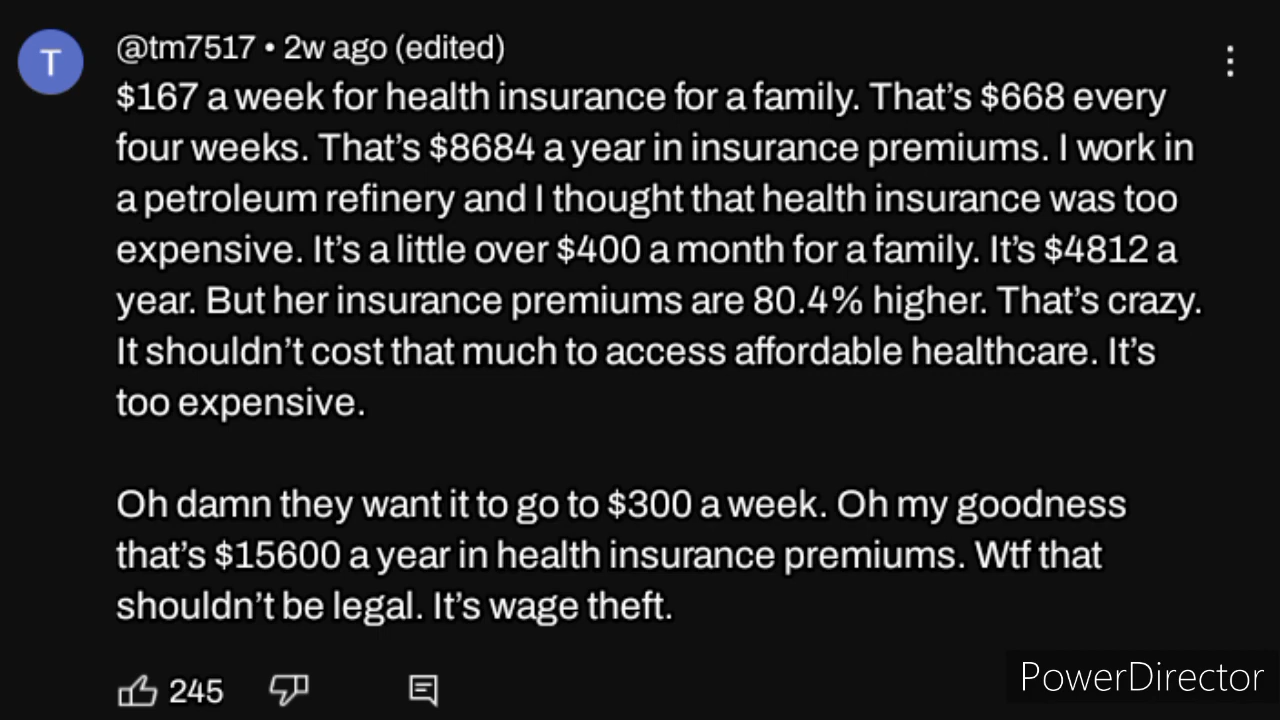 T
@tm7517 • 2w ago (edited)
$167 a week for health insurance for a family. That’s $668 every
four weeks. That’s $8684 a year in insurance premiums. I work in
a petroleum refinery and I thought that health insurance was too
expensive. It’s a little over $400 a month for a family. It’s $4812 a
year. But her insurance premiums are 80.4% higher. That’s crazy.
It shouldn’t cost that much to access affordable healthcare. It’s
too expensive.
Oh damn they want it to go to $300 a week. Oh my goodness
that’s $15600 a year in health insurance premiums. Wtf that
shouldn’t be legal. It’s wage theft.
245
PowerDirector